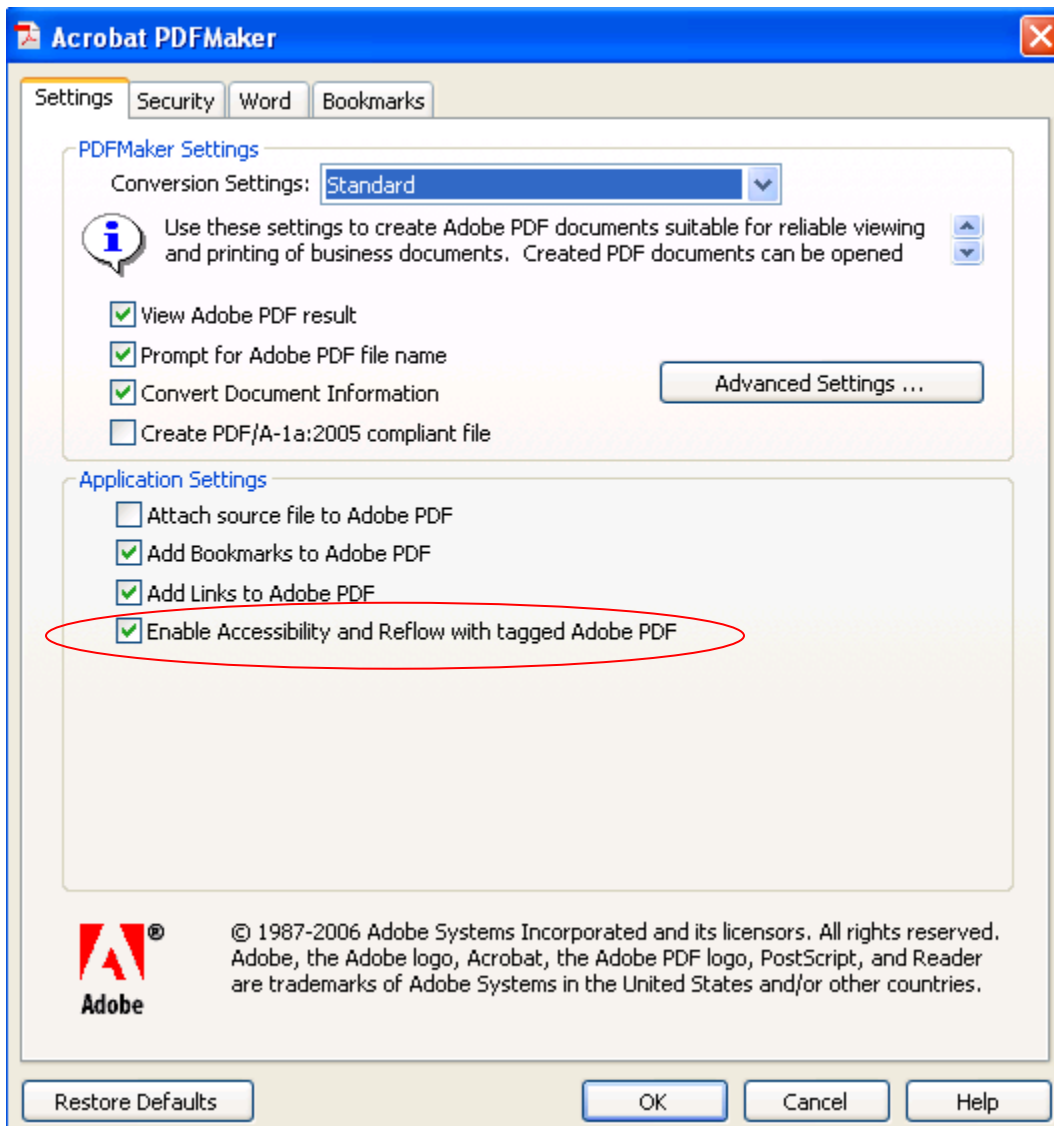 Acrobat PDFMaker
Settings Security Word Bookmarks
PDFMaker Settings
Conversion Settings: Standard
Use these settings to create Adobe PDF documents suitable for reliable viewing
and printing of business documents. Created PDF documents can be opened
View Adobe PDF result
Prompt for Adobe PDF file name
Advanced Settings ...
Convert Document Information
Create PDF/A-1a:2005 compliant file
Application Settings
Attach source file to Adobe PDF
Add Bookmarks to Adobe PDF
Add Links to Adobe PDF
Enable Accessibility and Reflow with tagged Adobe PDF
® © 1987-2006 Adobe Systems Incorporated and its licensors. All rights reserved.
Adobe, the Adobe logo, Acrobat, the Adobe PDF logo, PostScript, and Reader
are trademarks of Adobe Systems in the United States and/or other countries.
Adobe
Restore Defaults OK Cancel Help